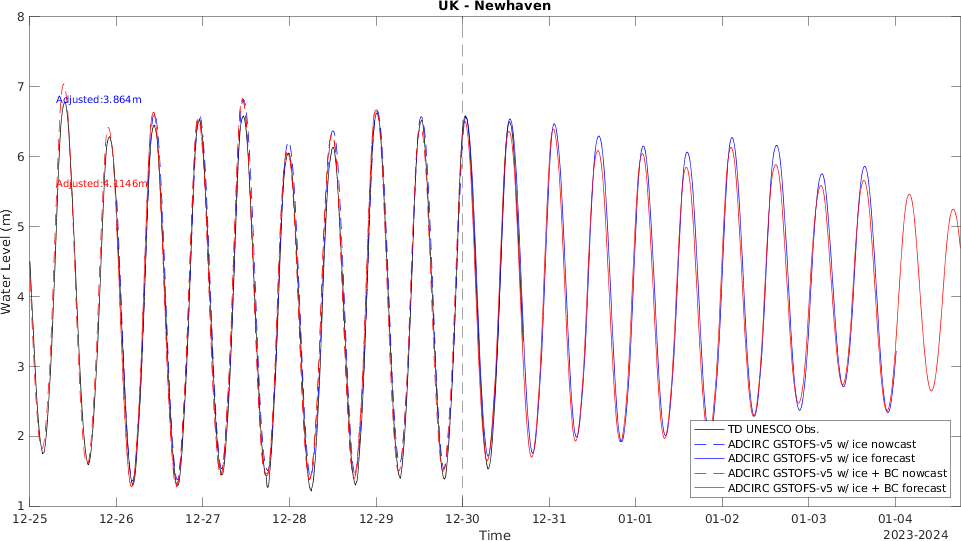 UK - Newhaven
8
7
6
5
4
3
2
1
Water Level (m)
Adjusted:3.864m
Adjusted:4.1146m
TD UNESCO Obs.
ADCIRC GSTOFS-v5 w/ ice nowcast
ADCIRC GSTOFS-v5 w/ ice forecast
ADCIRC GSTOFS-v5 w/ ice + BC nowcast
ADCIRC GSTOFS-v5 w/ ice + BC forecast
12-25 12-26 12-27 12-28 12-29 12-30 12-31 01-01 01-02 01-03 01-04
Time
2023-2024